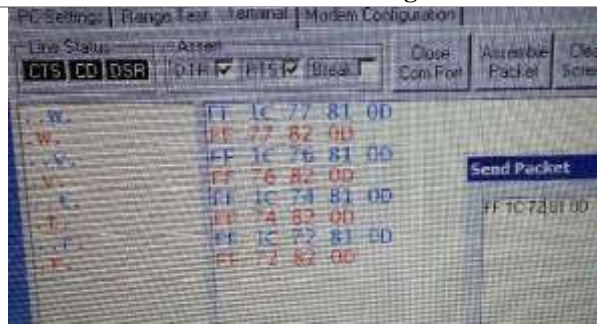 PC Settings Range Test Terminal Modem Configuration
Line Status
CTS CD DSR
Assert
DTR RTS Break
Close
Com Port
Assemble
Packet
Screen
. . W . FF 1C 77 81 0D
. W . FF 77 82 0D
. . V . FF 1C 76 81 0D
. V . FF 76 82 0D
FF 1C 74 81 0D
FF 74 82 0D
. . r . FF 1C 72 81 0D
. r . FF 72 82 0D
Send Packet
FF 1C 72 81 0D